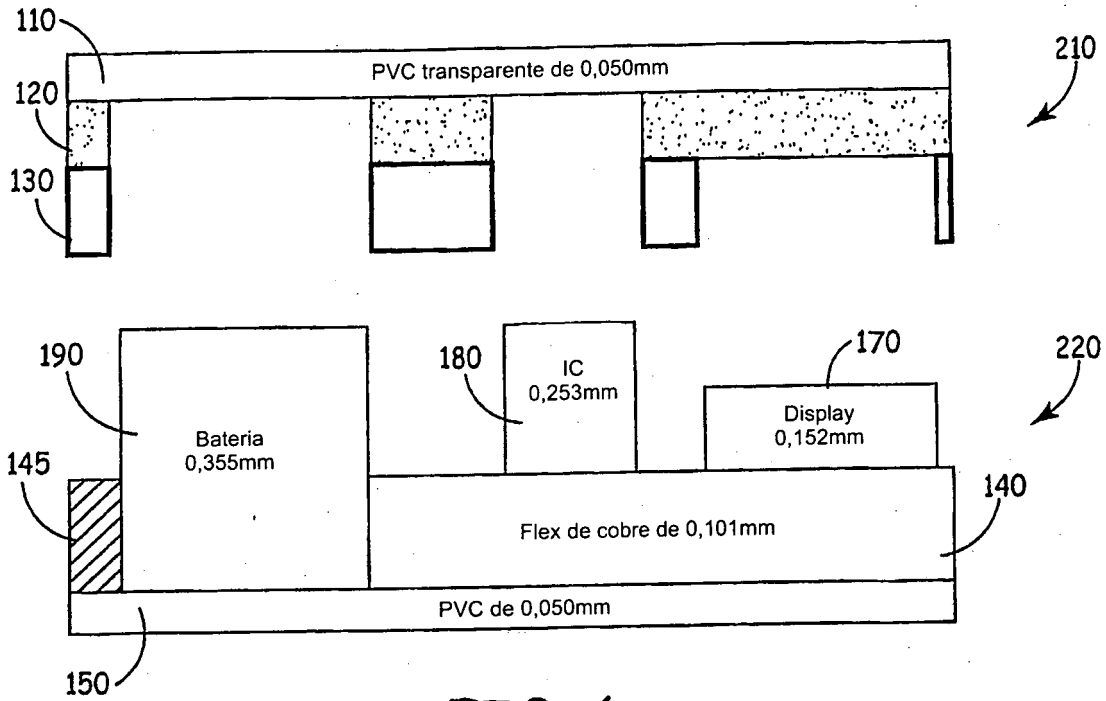 110
PVC transparente de 0,050mm
210
120
130
190
180
IC
0,253mm
170
220
Display
0,152mm
Bateria
0,355mm
145
140
Flex de cobre de 0,101mm
PVC de 0,050mm
150